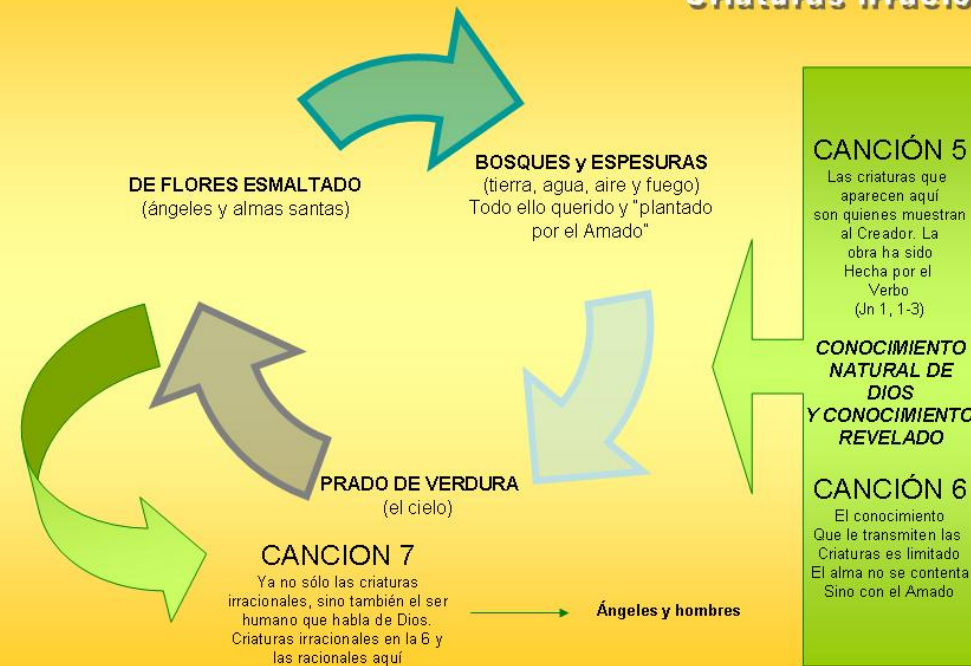 Criaturas
DE FLORES ESMALTADO
(ángeles y almas santas)
BOSQUES y ESPESURAS
(tierra, agua, aire y fuego)
Todo ello querido y "plantado
por el Amado"
PRADO DE VERDURA
(el cielo)
CANCION 7
Ya no sólo las criaturas
irracionales, sino también el ser
humano que habla de Dios.
Criaturas irracionales en la 6 y
las racionales aquí
Ángeles y hombres
CANCIÓN 5
Las criaturas que
aparecen aquí
son quienes muestran
al Creador. La
obra ha sido
Hecha por el
Verbo
(Jn 1, 1-3)
CONOCIMIENTO
NATURAL DE
DIOS
Y CONOCIMIENTO
REVELADO
CANCIÓN 6
El conocimiento
Que le transmiten las
Criaturas es limitado
El alma no se contenta
Sino con el Amado